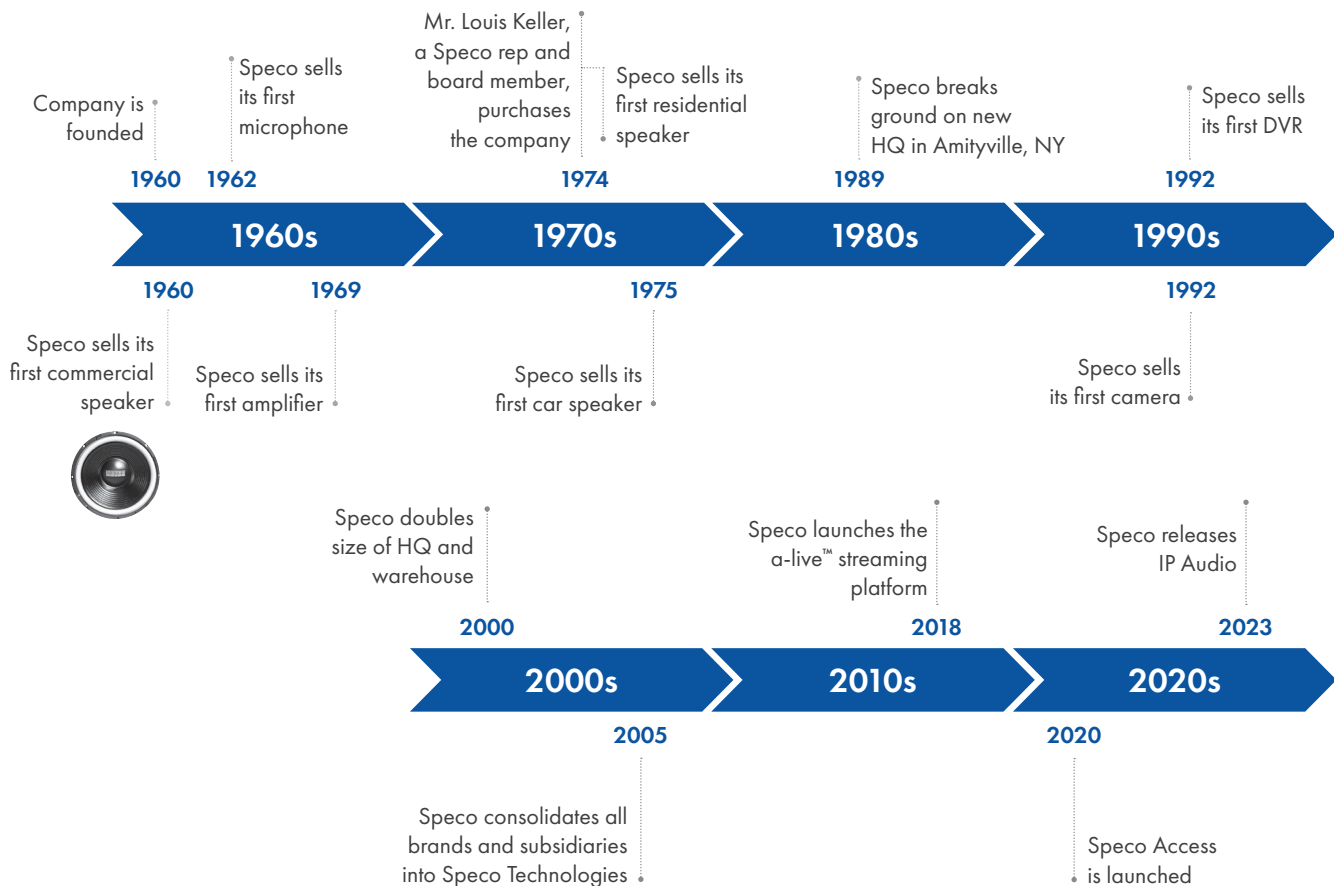 Company is
founded
1960
Speco sells
its first
microphone
1962
Mr. Louis Keller,
a Speco rep and
board member,
purchases
the company
Speco sells its
first residential
speaker
1974
Speco breaks
ground on new
HQ in Amityville, NY
1989
Speco sells
its first DVR
1992
1960s
1970s
1980s
1990s
1960
Speco sells its
first commercial
speaker
1969
Speco sells its
first amplifier
1975
Speco sells its
first car speaker
1992
Speco sells
its first camera
Speco doubles
size of HQ and
warehouse
2000
Speco launches the
a-live™ streaming
platform
2018
Speco releases
IP Audio
2023
2000s
2010s
2020s
2005
Speco consolidates all
brands and subsidiaries
into Speco Technologies
2020
Speco Access
is launched